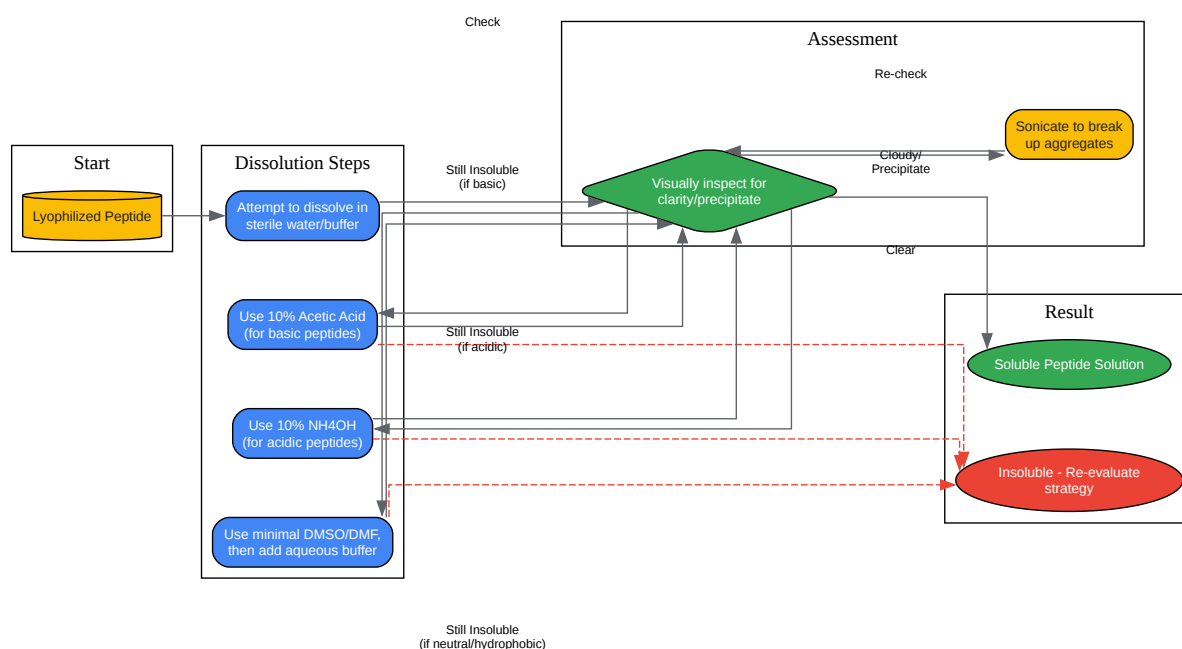 Check
Assessment
Re-check
Sonicate to break
up aggregates
Start
Dissolution Steps
Cloudy/
Precipitate
Still Insoluble
(if basic)
Visually inspect for
clarity/precipitate
Lyophilized Peptide
Attempt to dissolve in
sterile water/buffer
Clear
Result
Use 10% Acetic Acid
(for basic peptides)
Still Insoluble
(if acidic)
Soluble Peptide Solution
Use 10% NH4OH
(for acidic peptides)
Insoluble - Re-evaluate
strategy
Use minimal DMSO/DMF,
then add aqueous buffer
Still Insoluble
(if neutral/hydrophobic)